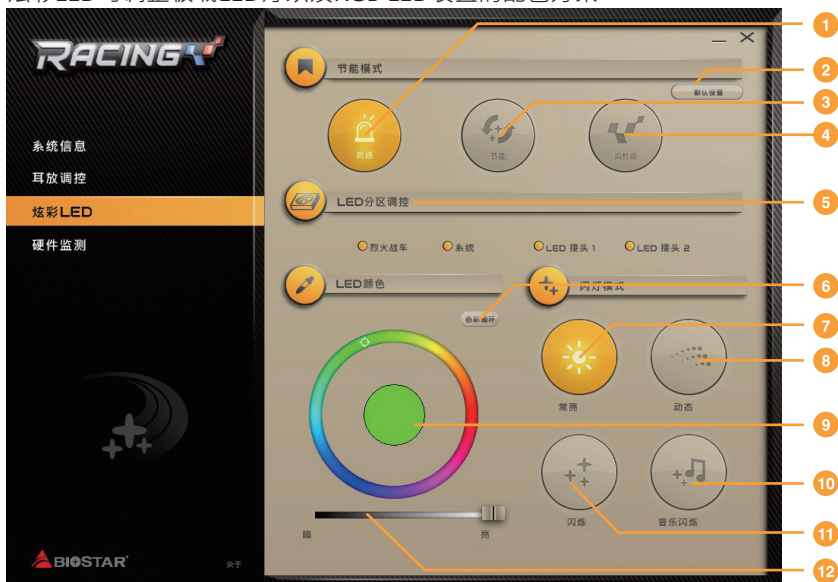 RACING
节能模式
默认设置
普通
节能
高性能
系统信息
耳放调控
炫彩LED
硬件监测
LED分区调控
烈火战车
系统
LED 接头 1
LED 接头 2
LED颜色
闪灯模式
色彩循环
常亮
动态
闪烁
音乐闪烁
暗
亮
BIOSTAR
关于
1
2
3
4
5
6
7
8
9
10
11
12